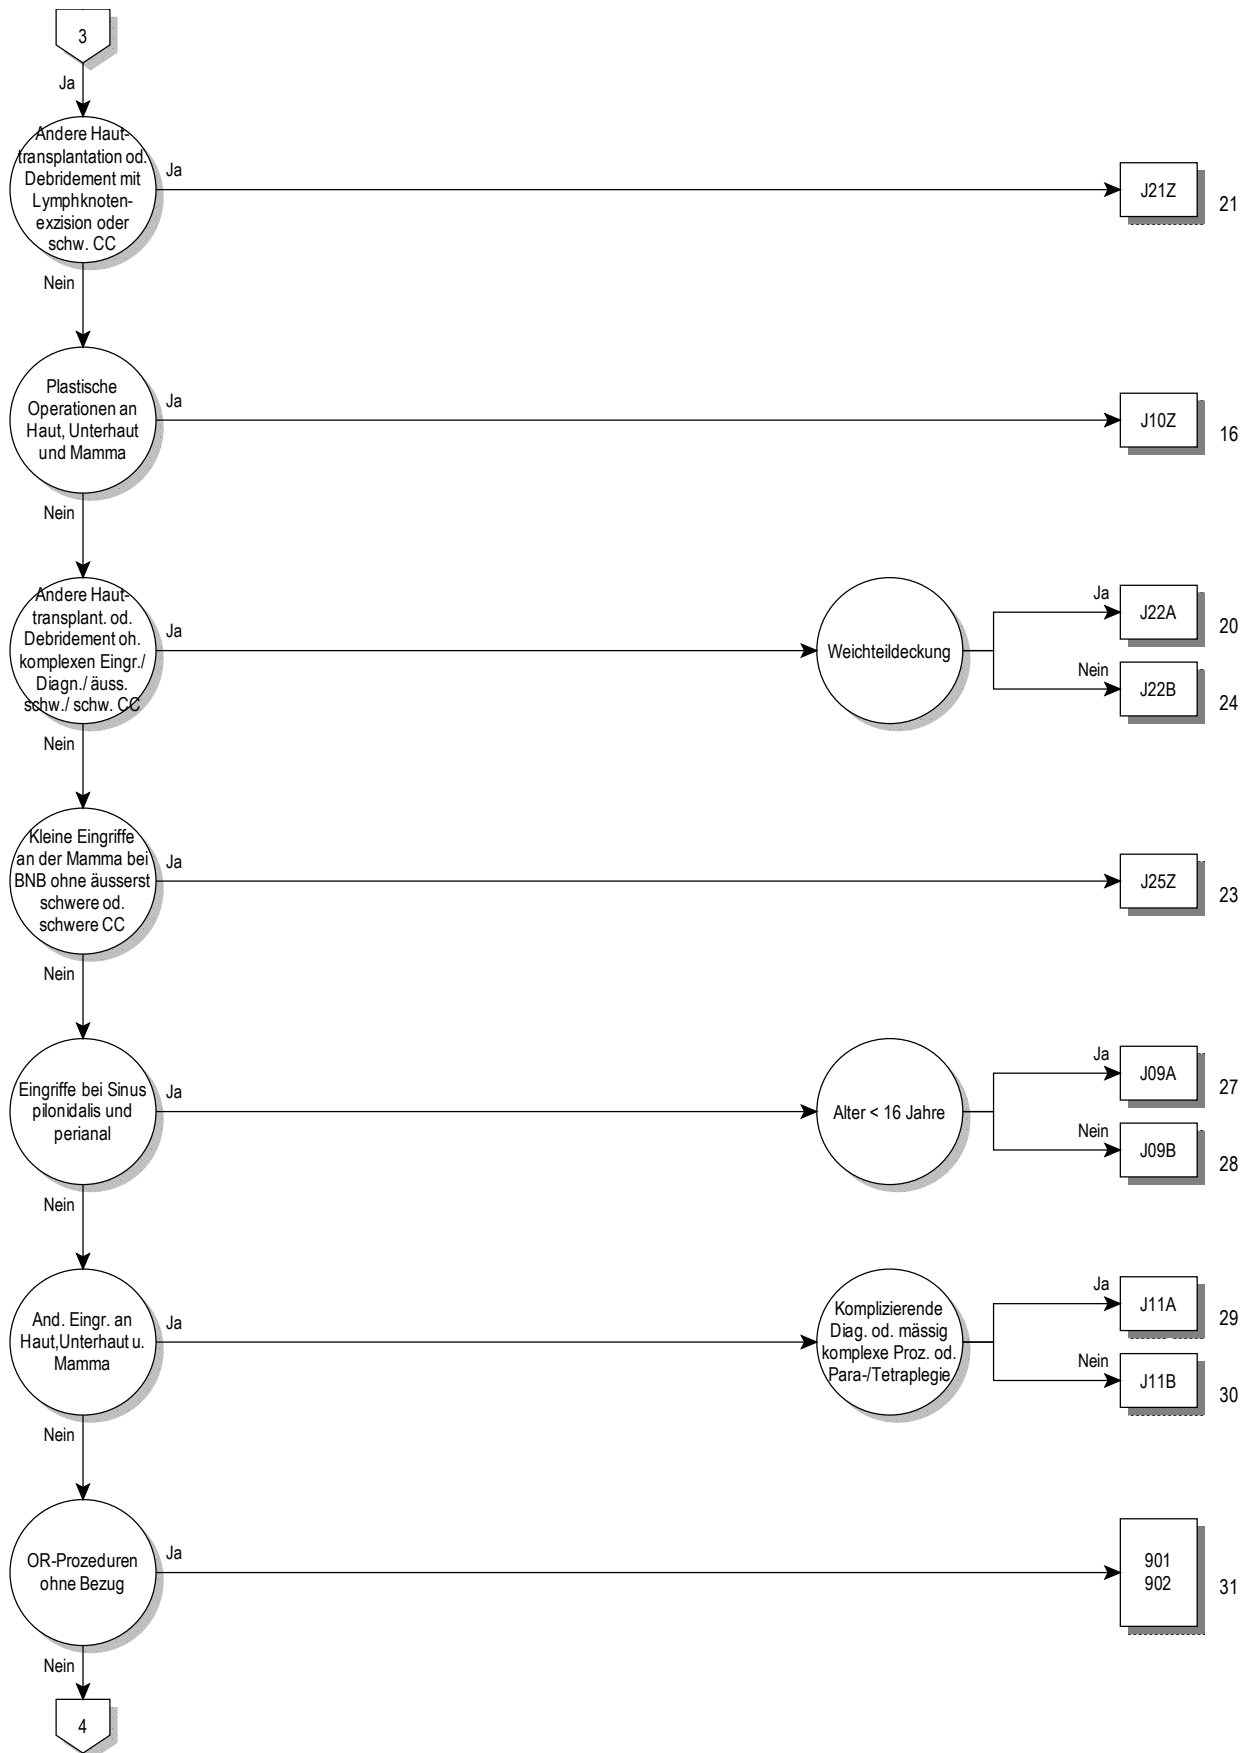 3
Ja
Andere Haut-
transplantation od.
Debridement mit
Lymphknoten-
exzision oder
schw. CC
Ja
J21Z
21
Nein
Plastische
Operationen an
Haut, Unterhaut
und Mamma
Ja
J10Z
16
Nein
Andere Haut-
transplant. od.
Debridement oh.
komplexen Eingr./
Diagn./ äuss.
schw./ schw. CC
Ja
Weichteildeckung
Ja
J22A
20
Nein
J22B
24
Nein
Kleine Eingriffe
an der Mamma bei
BNB ohne äusserst
schwere od.
schwere CC
Ja
J25Z
23
Nein
Eingriffe bei Sinus
pilonidalis und
perianal
Ja
Alter < 16 Jahre
Ja
J09A
27
Nein
J09B
28
Nein
And. Eingr. an
Haut,Unterhaut u.
Mamma
Ja
Komplizierende
Diag. od. mässig
komplexe Proz. od.
Para-/Tetraplegie
Ja
J11A
29
Nein
J11B
30
Nein
OR-Prozeduren
ohne Bezug
Ja
901
902
31
Nein
4